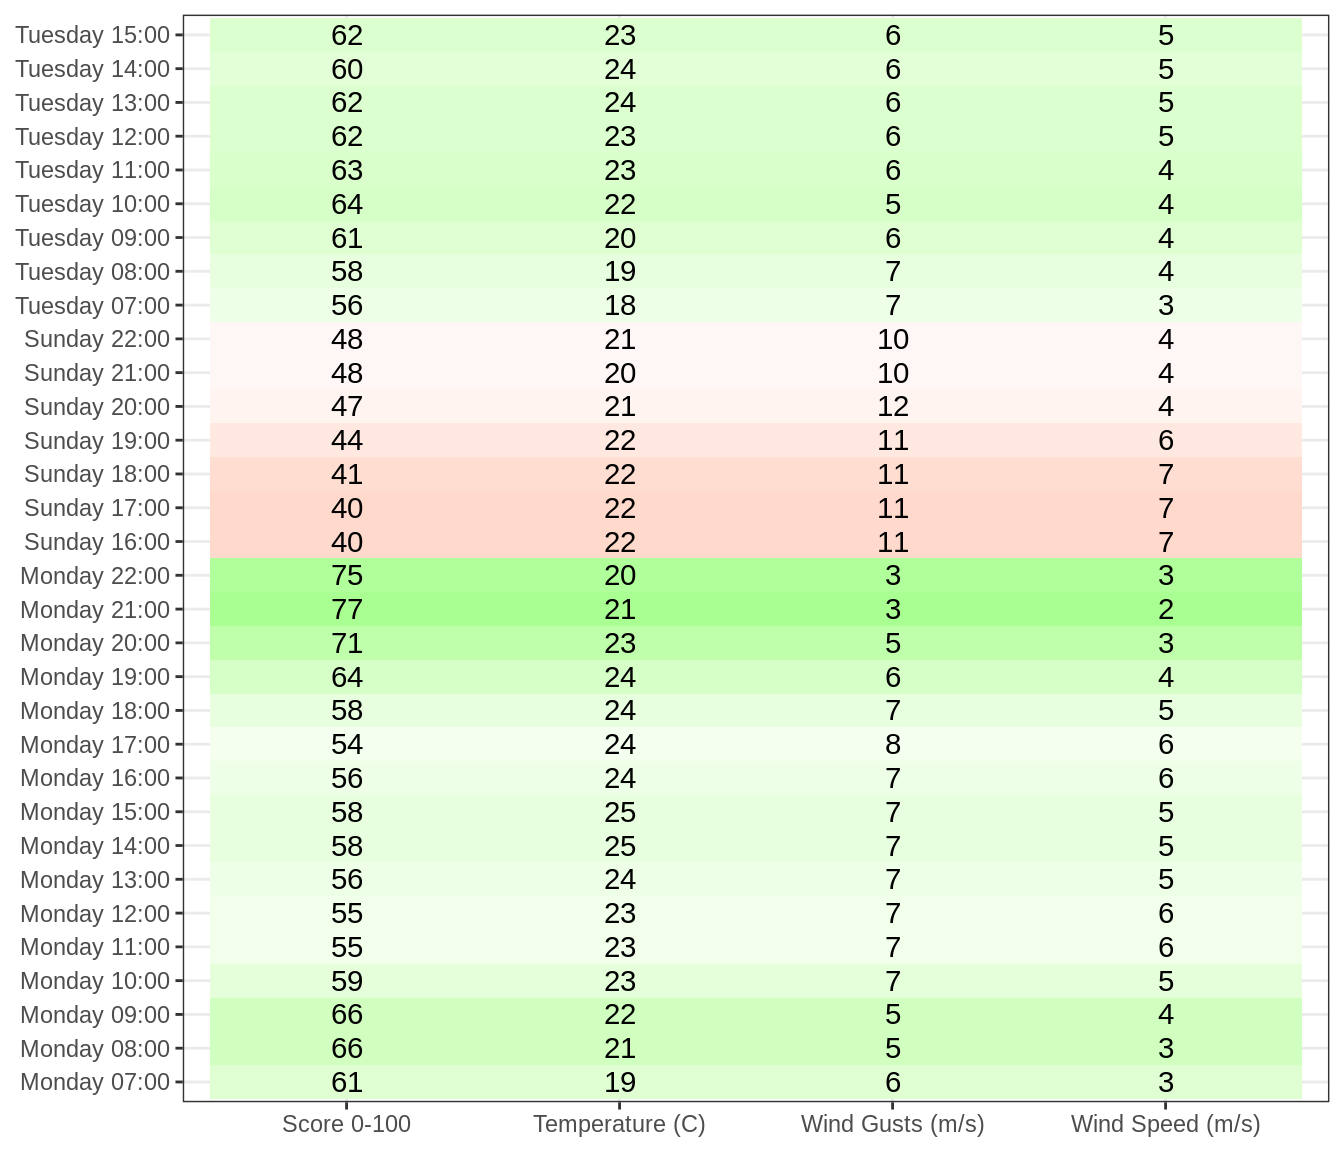 Tuesday 15:00 62 23 6 5
Tuesday 14:00 60 24 6 5
Tuesday 13:00 62 24 6 5
Tuesday 12:00 62 23 6 5
Tuesday 11:00 63 23 6 4
Tuesday 10:00 64 22 5 4
Tuesday 09:00 61 20 6 4
Tuesday 08:00 58 19 7 4
Tuesday 07:00 56 18 7 3
Sunday 22:00 48 21 10 4
Sunday 21:00 48 20 10 4
Sunday 20:00 47 21 12 4
Sunday 19:00 44 22 11 6
Sunday 18:00 41 22 11 7
Sunday 17:00 40 22 11 7
Sunday 16:00 40 22 11 7
Monday 22:00 75 20 3 3
Monday 21:00 77 21 3 2
Monday 20:00 71 23 5 3
Monday 19:00 64 24 6 4
Monday 18:00 58 24 7 5
Monday 17:00 54 24 8 6
Monday 16:00 56 24 7 6
Monday 15:00 58 25 7 5
Monday 14:00 58 25 7 5
Monday 13:00 56 24 7 5
Monday 12:00 55 23 7 6
Monday 11:00 55 23 7 6
Monday 10:00 59 23 7 5
Monday 09:00 66 22 5 4
Monday 08:00 66 21 5 3
Monday 07:00 61 19 6 3
Score 0-100 Temperature (C) Wind Gusts (m/s) Wind Speed (m/s)